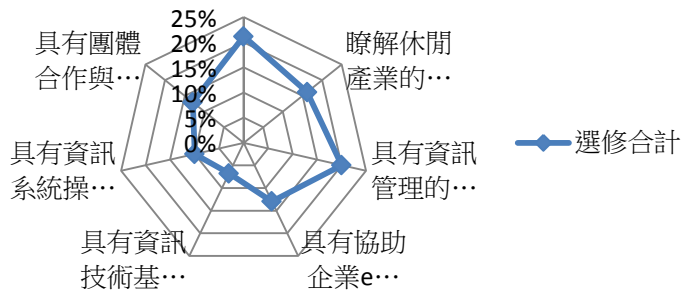 25%
20%
15%
10%
5%
0%
瞭解休閒
產業的…
具有資訊
管理的…
具有協助
企業e…
具有資訊
技術基…
具有資訊
系統操…
具有團體
合作與…
選修合計